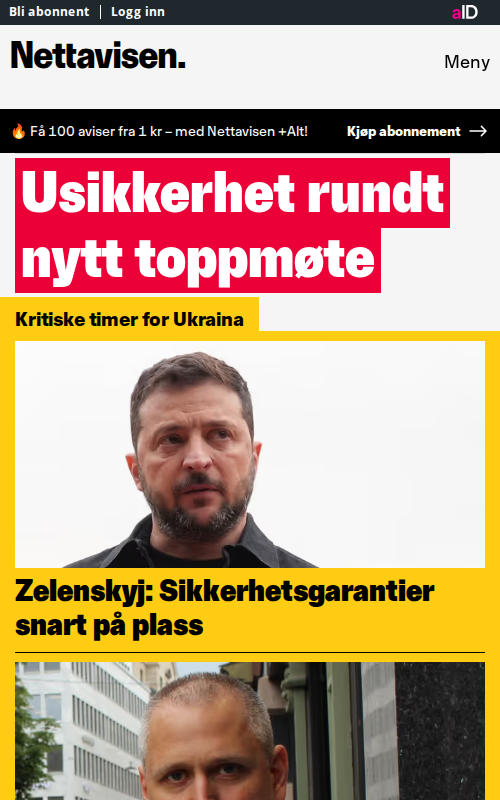 Bli abonnent | Logg inn
aID
Nettavisen.
Meny
🔥 Få 100 aviser fra 1 kr – med Nettavisen +Alt!
Kjøp abonnement →
Usikkerhet rundt
nytt toppmøte
Kritiske timer for Ukraina
Zelenskyj: Sikkerhetsgarantier
snart på plass